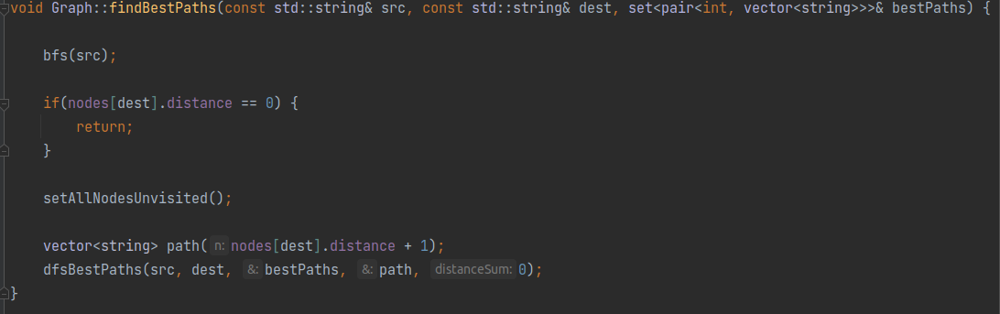 void Graph::findBestPaths(const std::string& src, const std::string& dest, set<pair<int, vector<string>>>& bestPaths) {
bfs(src);
if(nodes[dest].distance == 0) {
return;
}
setAllNodesUnvisited();
vector<string> path( n: nodes[dest].distance + 1);
dfsBestPaths(src, dest, &: bestPaths, &: path, distanceSum: 0);
}